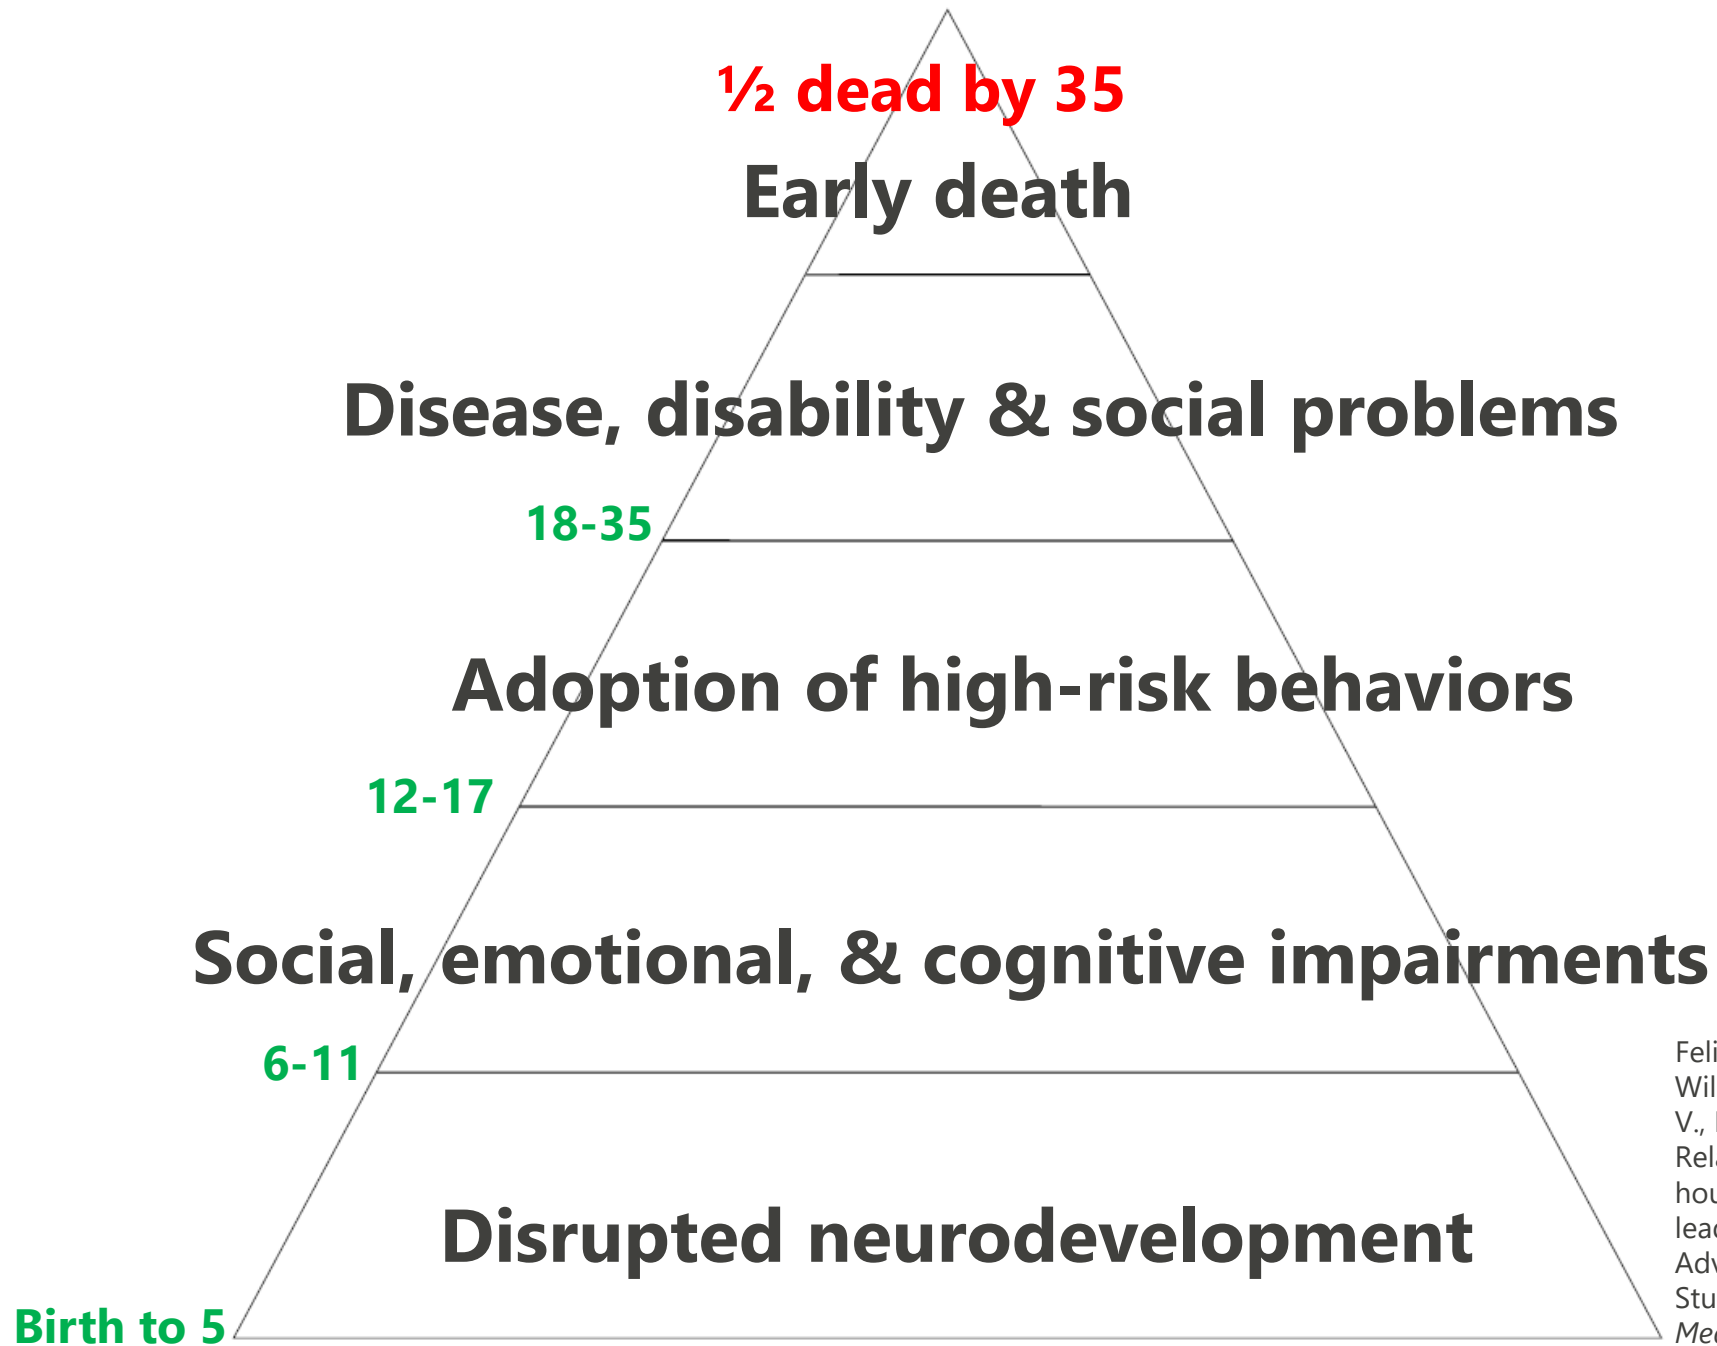 ½ dead by 35
Early death
Disease, disability & social problems
18-35
Adoption of high-risk behaviors
12-17
Social, emotional, & cognitive impairments
6-11
Disrupted neurodevelopment
Birth to 5
V.,